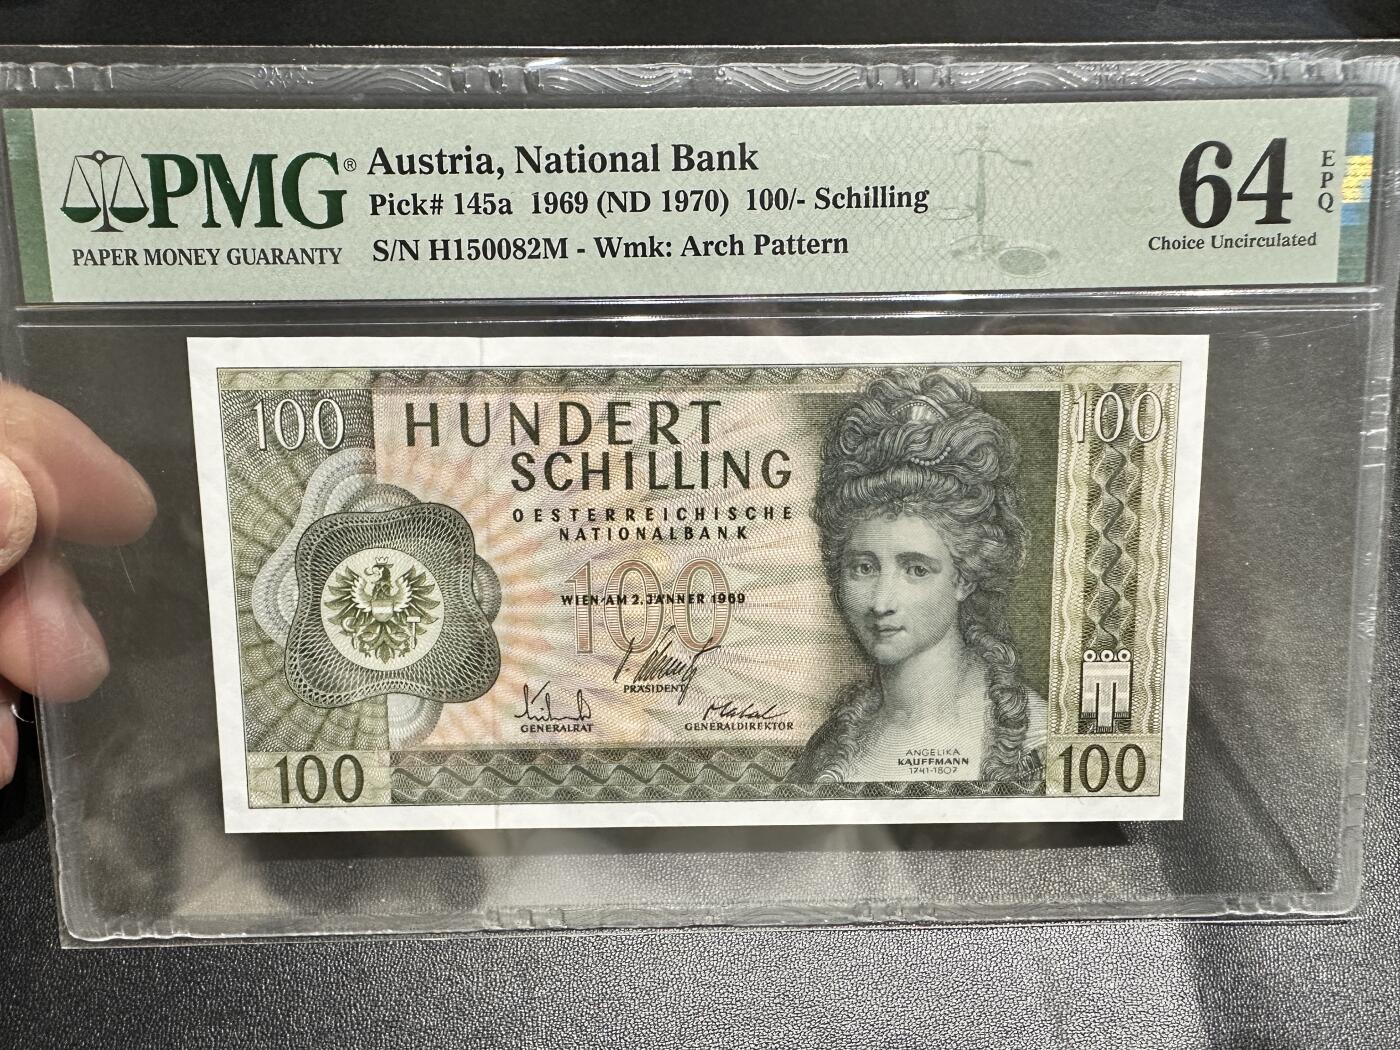 PMG®
PAPER MONEY GUARANTY
Austria, National Bank
Pick# 145a 1969 (ND 1970) 100/- Schilling
S/N H150082M - Wmk: Arch Pattern
64
EPQ
Choice Uncirculated
100
HUNDERT
SCHILLING
100
OESTERREICHISCHE
NATIONALBANK
100
WIEN·AM 2. JÄNNER 1969
PRÄSIDENT
GENERALRAT
GENERALDIREKTOR
ANGELIKA
KAUFFMANN
1741-1807
100
100